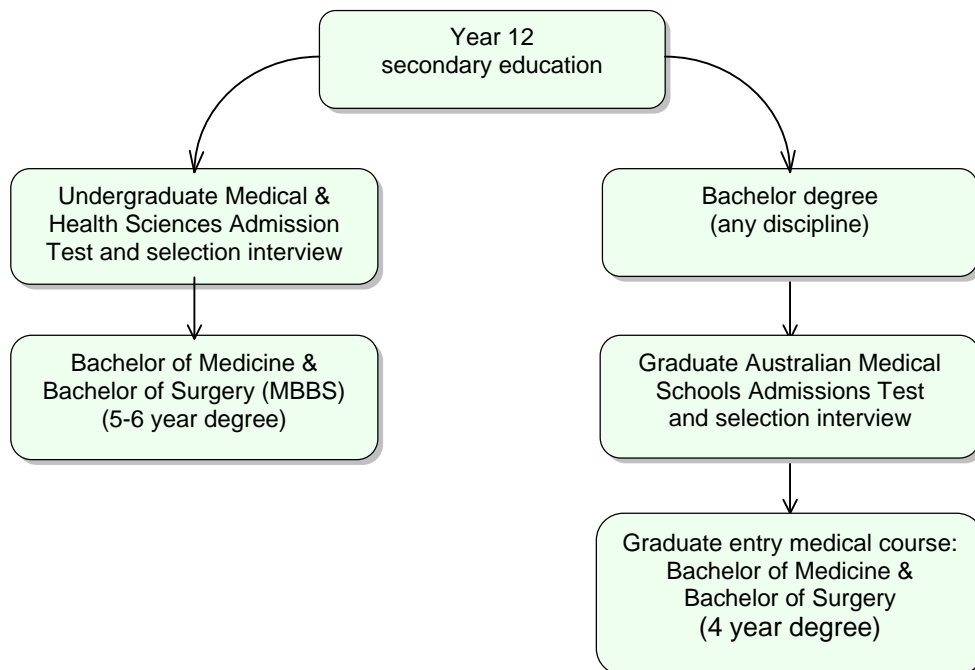 Year 12
secondary education
Undergraduate Medical &
Health Sciences Admission
Test and selection interview
Bachelor degree
(any discipline)
Bachelor of Medicine &
Bachelor of Surgery (MBBS)
(5-6 year degree)
Graduate Australian Medical
Schools Admissions Test
and selection interview
Graduate entry medical course:
Bachelor of Medicine &
Bachelor of Surgery
(4 year degree)